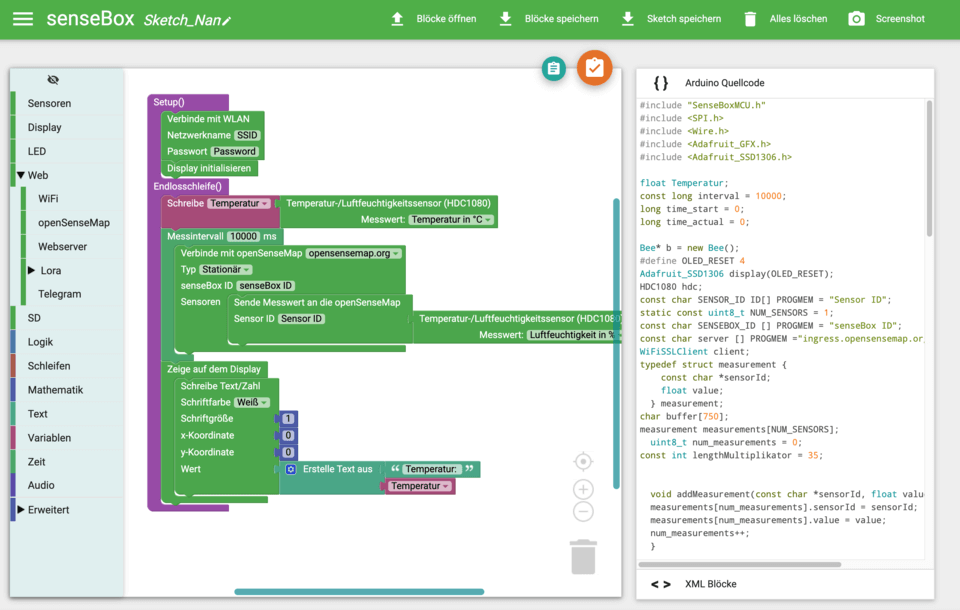 senseBox Sketch_Nan
Blöcke öffnen
Blöcke speichern
Sketch speichern
Alles löschen
Screenshot
Sensoren
Display
LED
Web
WiFi
openSenseMap
Webserver
Lora
Telegram
SD
Logik
Schleifen
Mathematik
Text
Variablen
Zeit
Audio
Erweitert
Setup()
Verbinde mit WLAN
Netzwerkname SSID
Passwort Password
Display initialisieren
Endlosschleife()
Schreibe Temperatur Temperatur-/Luftfeuchtigkeitssensor (HDC1080)
Messwert: Temperatur in °C
Messintervall 10000 ms
Verbinde mit openSenseMap opensensemap.org
Typ Stationär
senseBox ID senseBox ID
Sensoren Sende Messwert an die openSenseMap
Sensor ID Sensor ID Temperatur-/Luftfeuchtigkeitssensor (HDC1080
Messwert: Luftfeuchtigkeit in %
Zeige auf dem Display
Schreibe Text/Zahl
Schriftfarbe Weiß
Schriftgröße 1
x-Koordinate 0
y-Koordinate 0
Wert Erstelle Text aus “ Temperatur: ”
Temperatur
{} Arduino Quellcode
#include "SenseBoxMCU.h"
#include <SPI.h>
#include <Wire.h>
#include <Adafruit_GFX.h>
#include <Adafruit_SSD1306.h>
float Temperatur;
const long interval = 10000;
long time_start = 0;
long time_actual = 0;
Bee* b = new Bee();
#define OLED_RESET 4
Adafruit_SSD1306 display(OLED_RESET);
HDC1080 hdc;
const char SENSOR_ID ID[] PROGMEM = "Sensor ID";
static const uint8_t NUM_SENSORS = 1;
const char SENSEBOX_ID [] PROGMEM = "senseBox ID";
const char server [] PROGMEM ="ingress.opensensemap.or
WiFiSSLClient client;
typedef struct measurement {
const char *sensorId;
float value;
} measurement;
char buffer[750];
measurement measurements[NUM_SENSORS];
uint8_t num_measurements = 0;
const int lengthMultiplikator = 35;
void addMeasurement(const char *sensorId, float valu
measurements[num_measurements].sensorId = sensorId;
measurements[num_measurements].value = value;
num_measurements++;
}
< > XML Blöcke